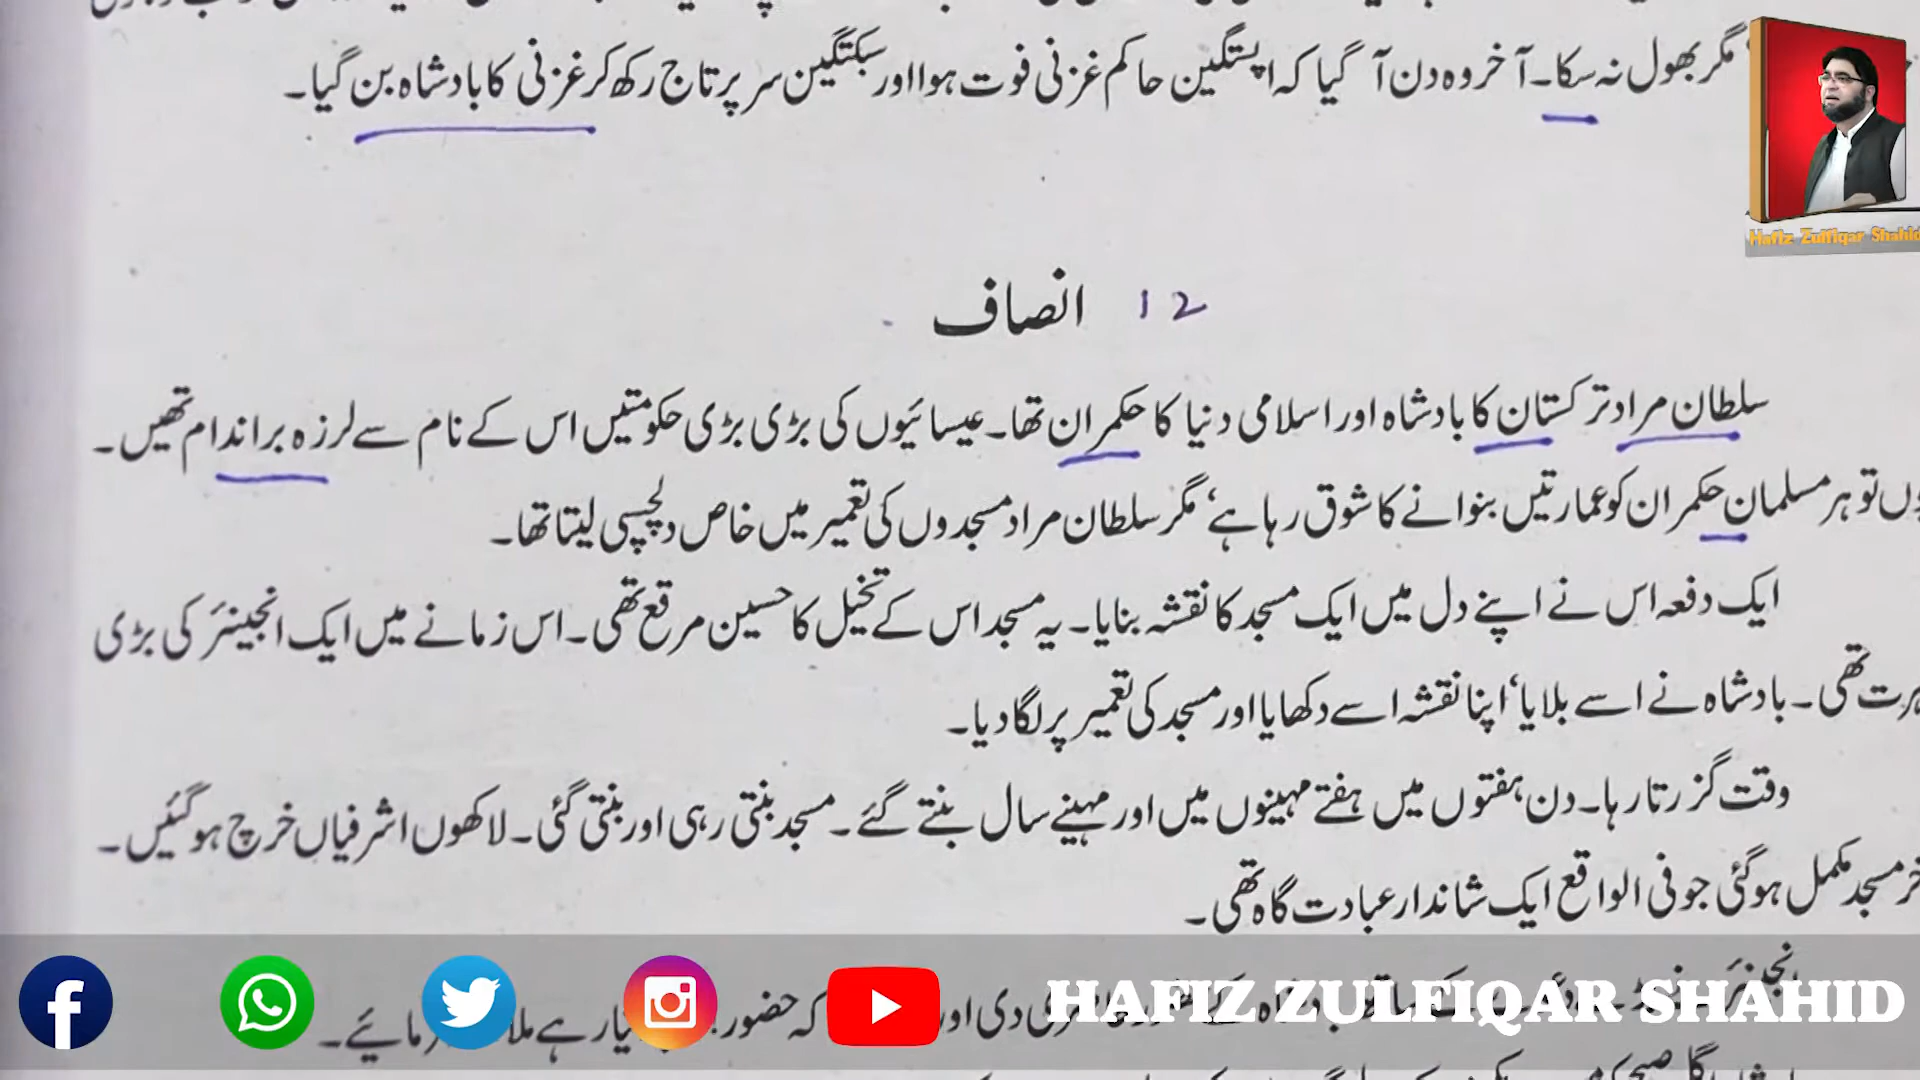 مگر بھول نہ سکا۔ آخر وہ دن آ گیا کہ اپستگین حاکم غزنی فوت ہوا اور سبکتگین سر پر تاج رکھ کر غزنی کا بادشاہ بن گیا۔
Hafiz Zulfiqar Shahid
انصاف 12
سلطان مراد ترکستان کا بادشاہ اور اسلامی دنیا کا حکمران تھا۔ عیسائیوں کی بڑی بڑی حکومتیں اس کے نام سے لرزہ براندام تھیں۔
یوں تو ہر مسلمان حکمران کو عمارتیں بنوانے کا شوق رہا ہے، مگر سلطان مراد مسجدوں کی تعمیر میں خاص دلچسپی لیتا تھا۔
ایک دفعہ اس نے اپنے دل میں ایک مسجد کا نقشہ بنایا۔ یہ مسجد اس کے تخیل کا حسین مرقع تھی۔ اس زمانے میں ایک انجینئر کی بڑی
تھی۔ بادشاہ نے اسے بلایا، اپنا نقشہ اسے دکھایا اور مسجد کی تعمیر پر لگا دیا۔
وقت گزرتا رہا۔ دن ہفتوں میں ہفتے مہینوں میں اور مہینے سال بنتے گئے۔ مسجد بنتی رہی اور بنتی گئی۔ لاکھوں اشرفیاں خرچ ہو گئیں۔
مسجد مکمل ہو گئی جو فی الواقع ایک شاندار عبادت گاہ تھی۔
دی اور کہ حضور
HAFIZ ZULFIQAR SHAHID